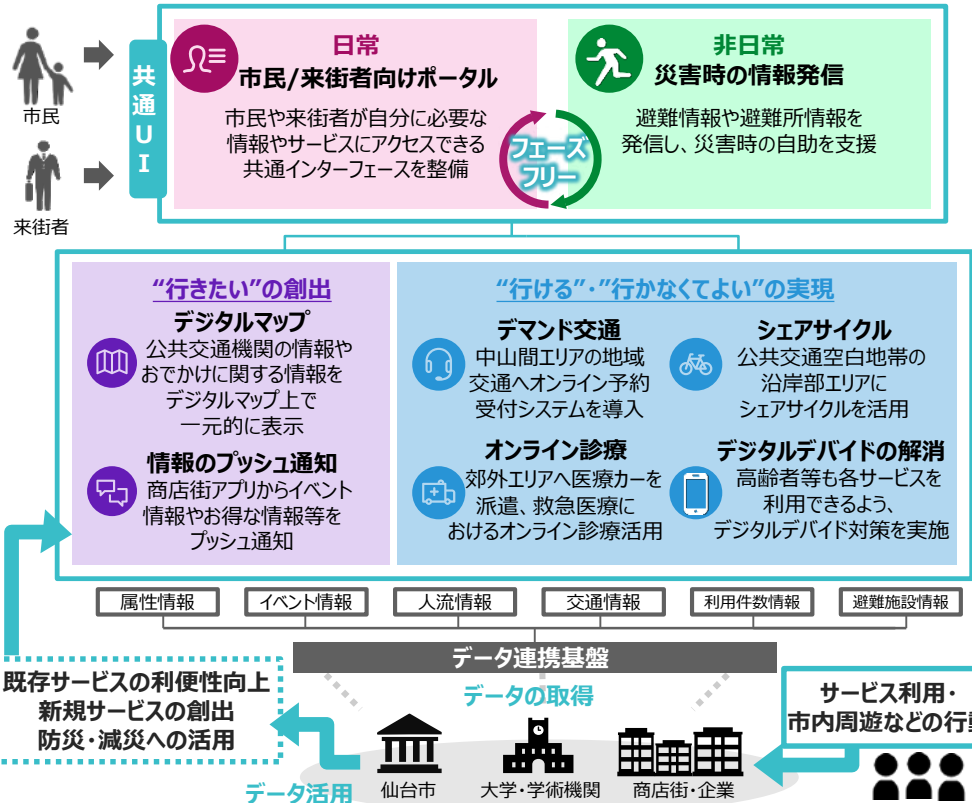 市民
来街者
共通UI
日常
市民/来街者向けポータル
市民や来街者が自分に必要な
情報やサービスにアクセスできる
共通インターフェースを整備
フェーズ
フリー
非日常
災害時の情報発信
避難情報や避難所情報を
発信し、災害時の自助を支援
“行きたい”の創出
デジタルマップ
公共交通機関の情報や
おでかけに関する情報を
デジタルマップ上で
一元的に表示
情報のプッシュ通知
商店街アプリからイベント
情報やお得な情報等を
プッシュ通知
“行ける”・“行かなくてよい”の実現
デマンド交通
中山間エリアの地域
交通へオンライン予約
受付システムを導入
シェアサイクル
公共交通空白地帯の
沿岸部エリアに
シェアサイクルを活用
オンライン診療
郊外エリアへ医療カーを
派遣、救急医療に
おけるオンライン診療活用
デジタルデバイドの解消
高齢者等も各サービスを
利用できるよう、
デジタルデバイド対策を実施
属性情報
イベント情報
人流情報
交通情報
利用件数情報
避難施設情報
データ連携基盤
データの取得
既存サービスの利便性向上
新規サービスの創出
防災・減災への活用
サービス利用・
市内周遊などの行動
データ活用
仙台市
大学・学術機関
商店街・企業